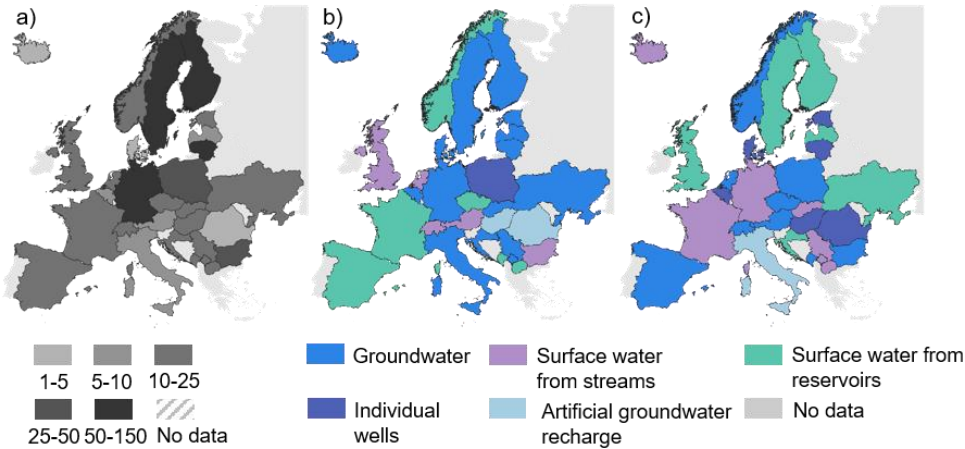 a)
b)
c)
1-5
5-10
10-25
25-50
50-150
No data
Groundwater
Surface water
from streams
Surface water from
reservoirs
Individual
wells
Artificial groundwater
recharge
No data